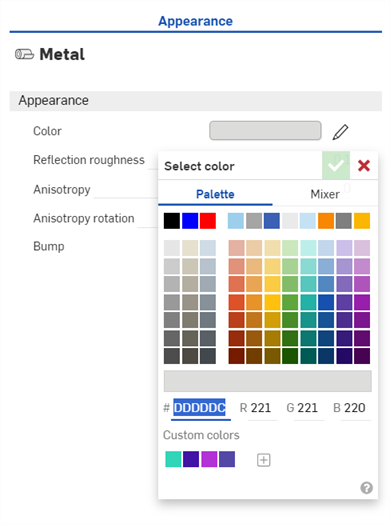 Appearance
Metal
Appearance
Color
Reflection roughness
Select color
Anisotropy
Palette
Mixer
Anisotropy rotation
Bump
# DDDDDC R 221 G 221 B 220
Custom colors
?